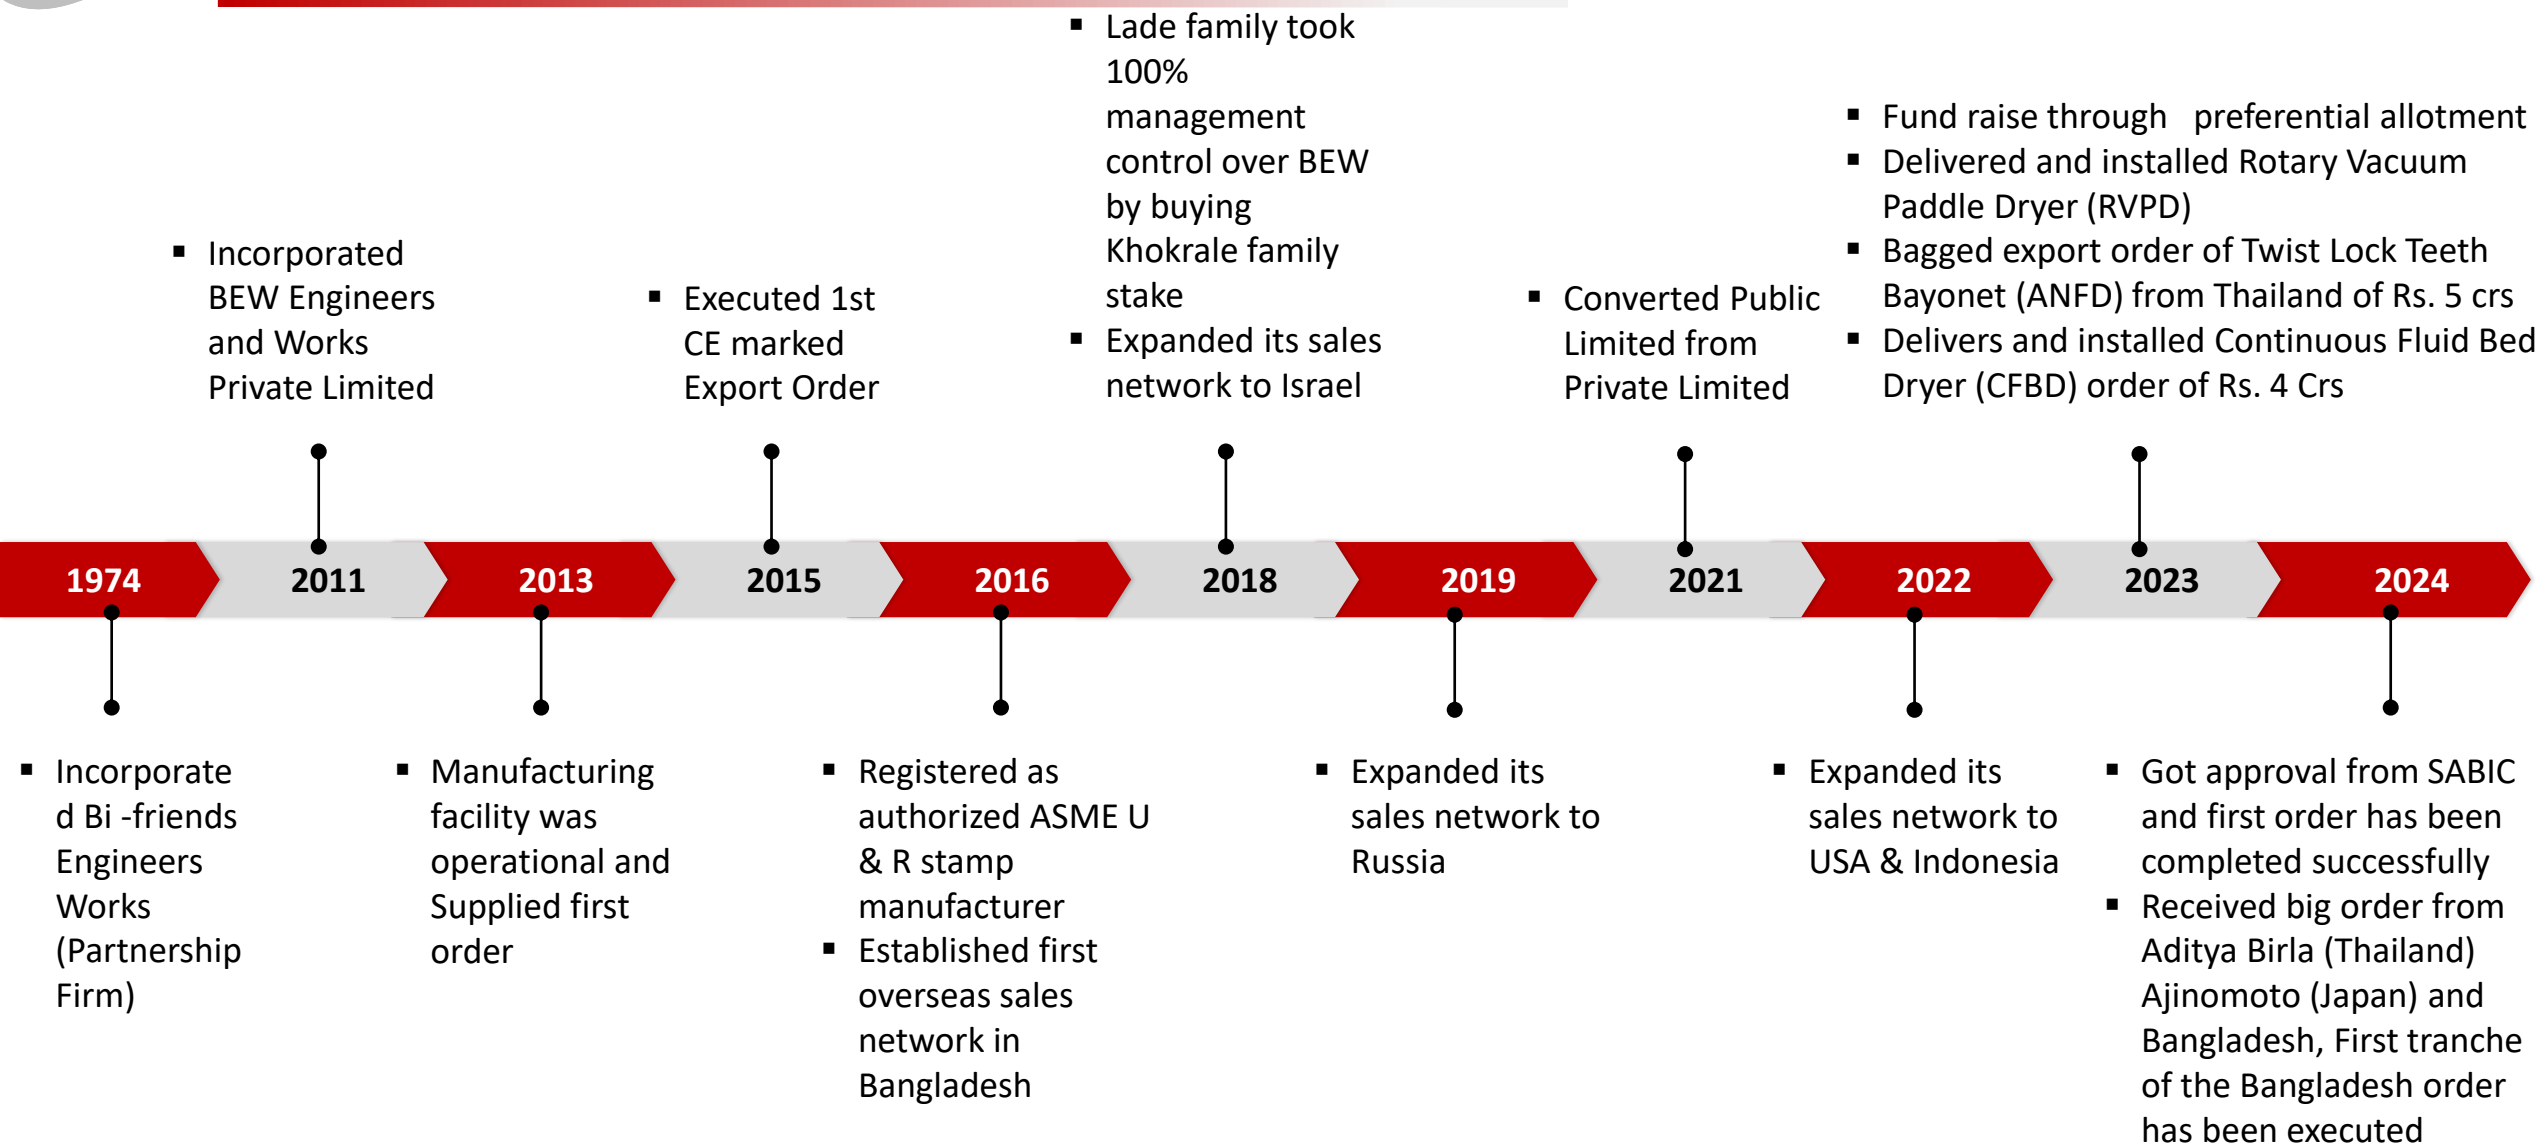 ▪ Lade family took
100%
management
control over BEW
by buying
Khokrale family
stake
▪ Expanded its sales
network to Israel
▪ Fund raise through preferential allotment
▪ Delivered and installed Rotary Vacuum
Paddle Dryer (RVPD)
▪ Bagged export order of Twist Lock Teeth
Bayonet (ANFD) from Thailand of Rs. 5 crs
▪ Delivers and installed Continuous Fluid Bed
Dryer (CFBD) order of Rs. 4 Crs
▪ Incorporated
BEW Engineers
and Works
Private Limited
▪ Executed 1st
CE marked
Export Order
▪ Converted Public
Limited from
Private Limited
1974
2011
2013
2015
2016
2018
2019
2021
2022
2023
2024
▪ Incorporate
d Bi -friends
Engineers
Works
(Partnership
Firm)
▪ Manufacturing
facility was
operational and
Supplied first
order
▪ Registered as
authorized ASME U
& R stamp
manufacturer
▪ Established first
overseas sales
network in
Bangladesh
▪ Expanded its
sales network to
Russia
▪ Expanded its
sales network to
USA & Indonesia
▪ Got approval from SABIC
and first order has been
completed successfully
▪ Received big order from
Aditya Birla (Thailand)
Ajinomoto (Japan) and
Bangladesh, First tranche
of the Bangladesh order
has been executed